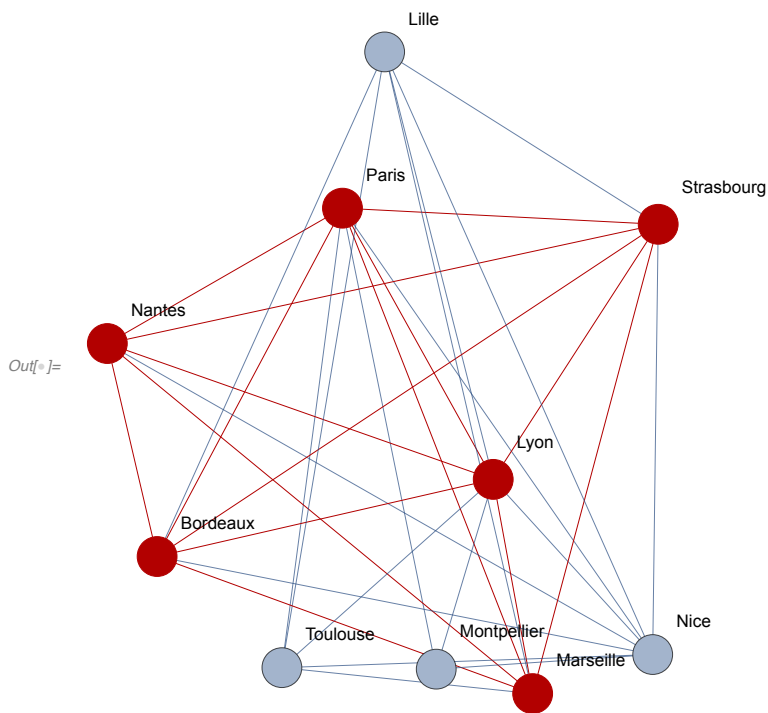 Lille
Paris
Strasbourg
Nantes
Out[•]=
Lyon
Bordeaux
Toulouse
Montpellier
Nice
Marseille